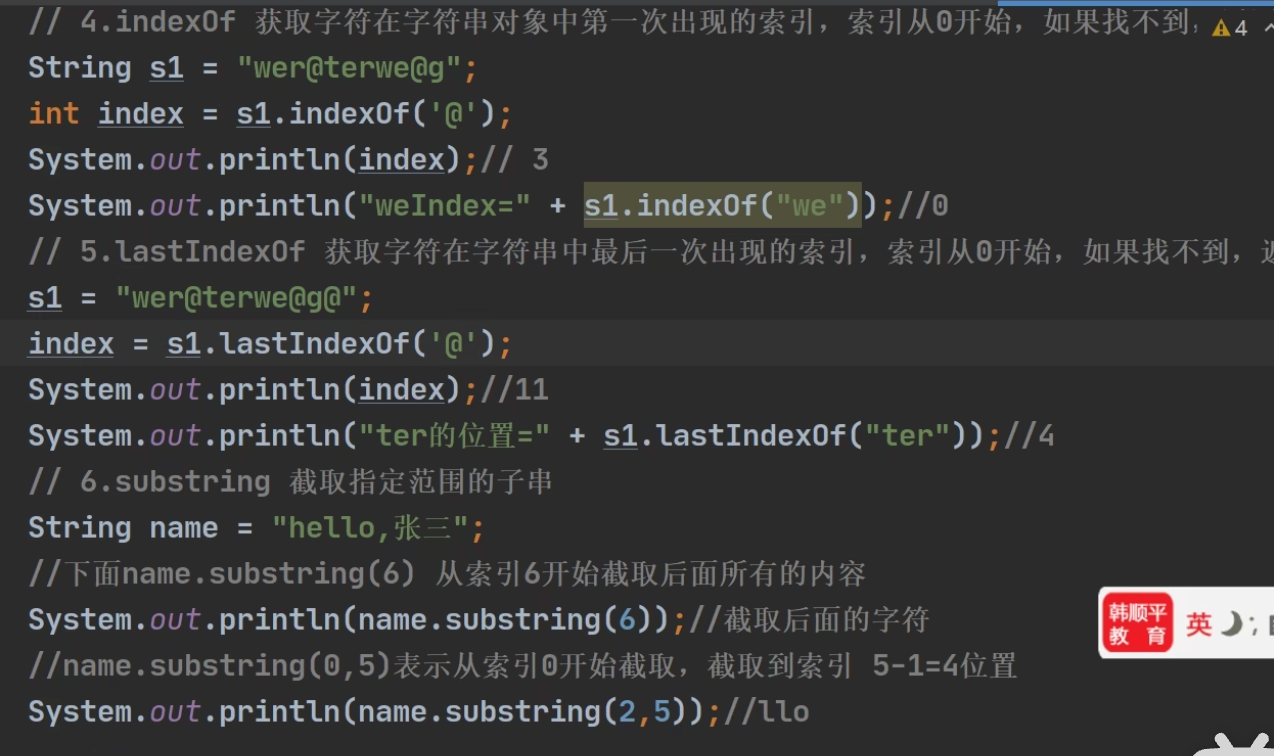 // 4.indexOf 获取字符在字符串对象中第一次出现的索引，索引从0开始，如果找不到， 4
String s1 = "wer@terwe@g";
int index = s1.indexOf('@');
System.out.println(index);// 3
System.out.println("weIndex=" + s1.indexOf("we"));//0
// 5.lastIndexOf 获取字符在字符串中最后一次出现的索引，索引从0开始，如果找不到，返
s1 = "wer@terwe@g@";
index = s1.lastIndexOf('@');
System.out.println(index);//11
System.out.println("ter的位置=" + s1.lastIndexOf("ter"));//4
// 6.substring 截取指定范围的子串
String name = "hello,张三";
//下面name.substring(6) 从索引6开始截取后面所有的内容
System.out.println(name.substring(6));//截取后面的字符
//name.substring(0,5)表示从索引0开始截取，截取到索引 5-1=4位置
System.out.println(name.substring(2,5));//llo
韩顺平
教 育
英